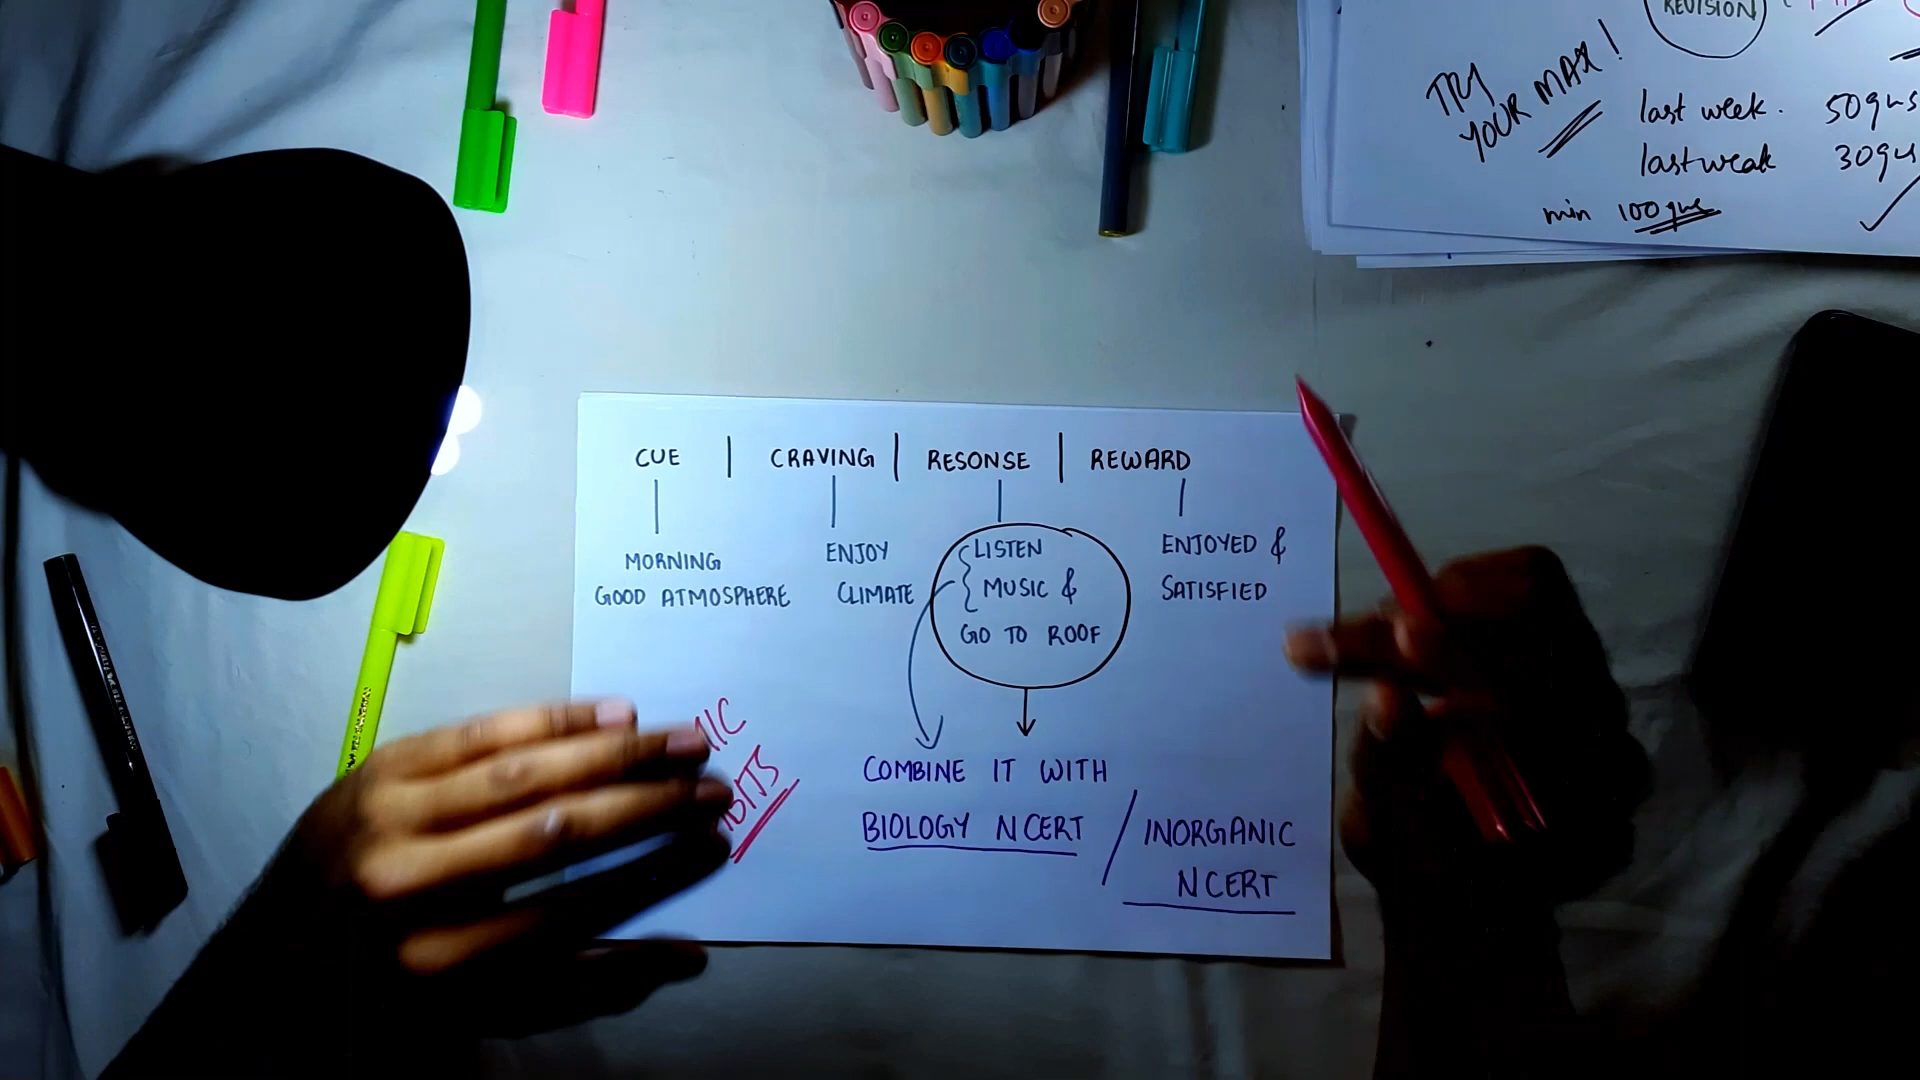 REVISION
TRY
YOUR MAX!
last week. 50qus
lastweak 30qus
min 100qus
CUE | CRAVING | RESONSE | REWARD
MORNING
GOOD ATMOSPHERE
ENJOY
CLIMATE
LISTEN
MUSIC &
GO TO ROOF
ENJOYED &
SATISFIED
COMBINE IT WITH
BIOLOGY NCERT / INORGANIC
NCERT